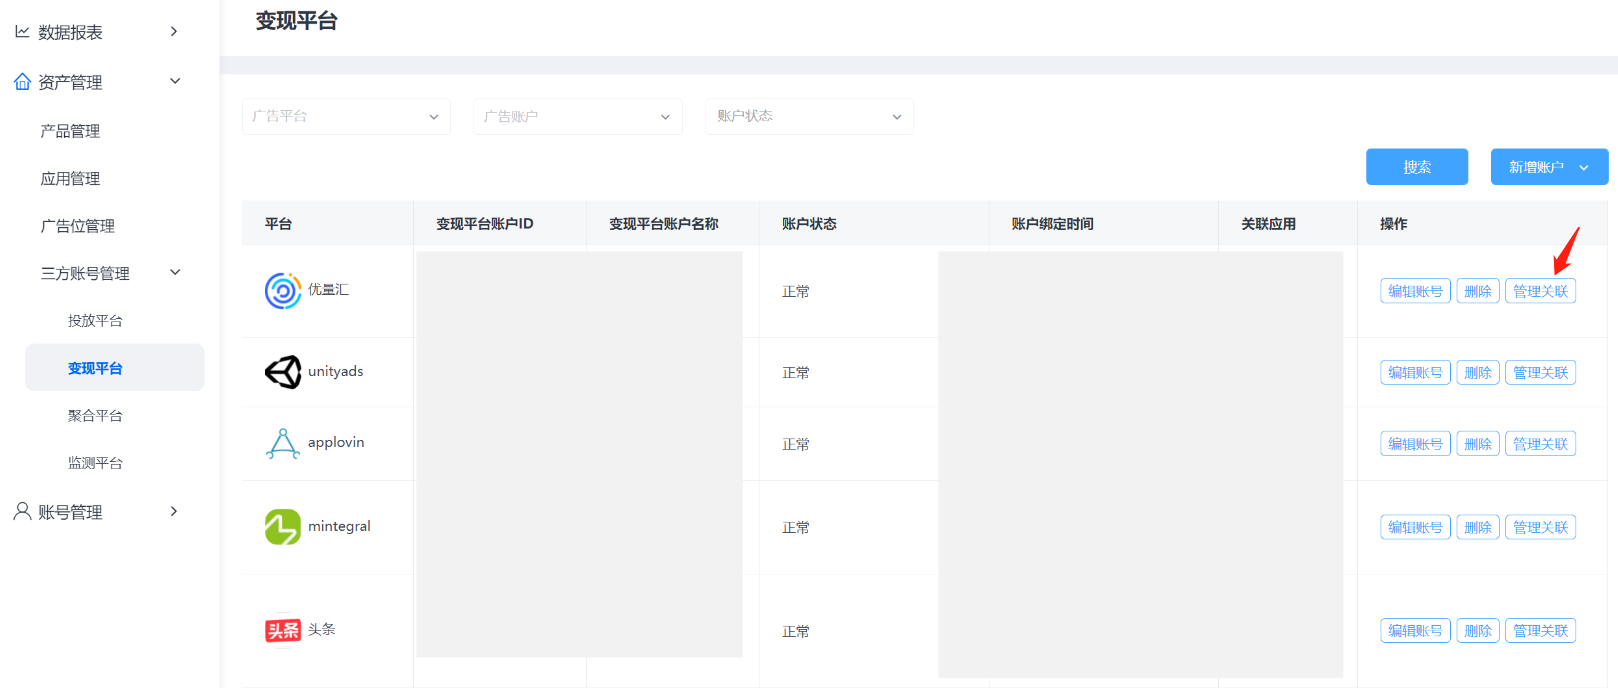 数据报表
资产管理
产品管理
应用管理
广告位管理
三方账号管理
投放平台
变现平台
聚合平台
监测平台
账号管理
变现平台
广告平台 广告账户 账户状态
搜索 新增账户
平台 变现平台账户ID 变现平台账户名称 账户状态 账户绑定时间 关联应用 操作
优量汇 正常 编辑账号 删除 管理关联
unityads 正常 编辑账号 删除 管理关联
applovin 正常 编辑账号 删除 管理关联
mintegral 正常 编辑账号 删除 管理关联
头条 头条 正常 编辑账号 删除 管理关联